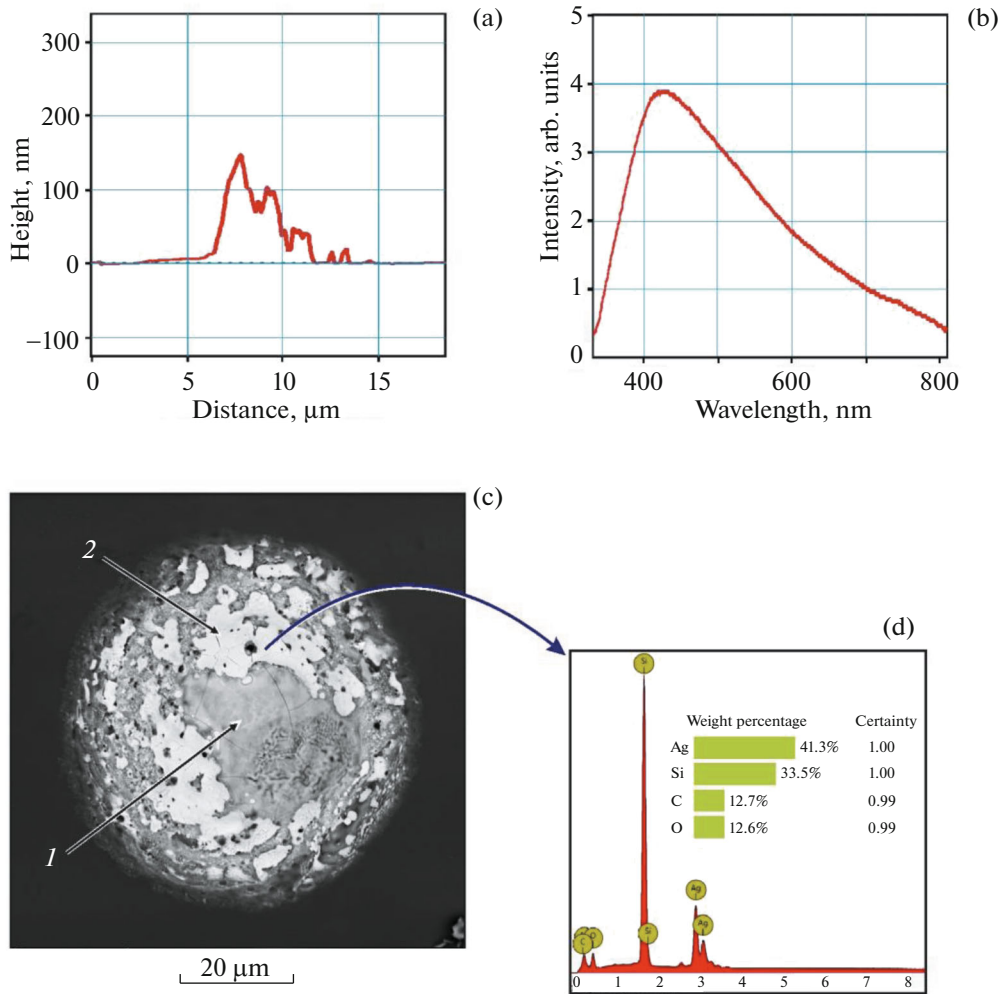 (a)
300
200
100
0
−100
Height, nm
0 5 10 15
Distance, μm
(b)
5
4
3
2
1
0
Intensity, arb. units
400 600 800
Wavelength, nm
(c)
2
1
20 μm
(d)
Si
Weight percentage Certainty
Ag 41.3% 1.00
Si 33.5% 1.00
C 12.7% 0.99
O 12.6% 0.99
Ag
Ag
Si
C O
0 1 2 3 4 5 6 7 8